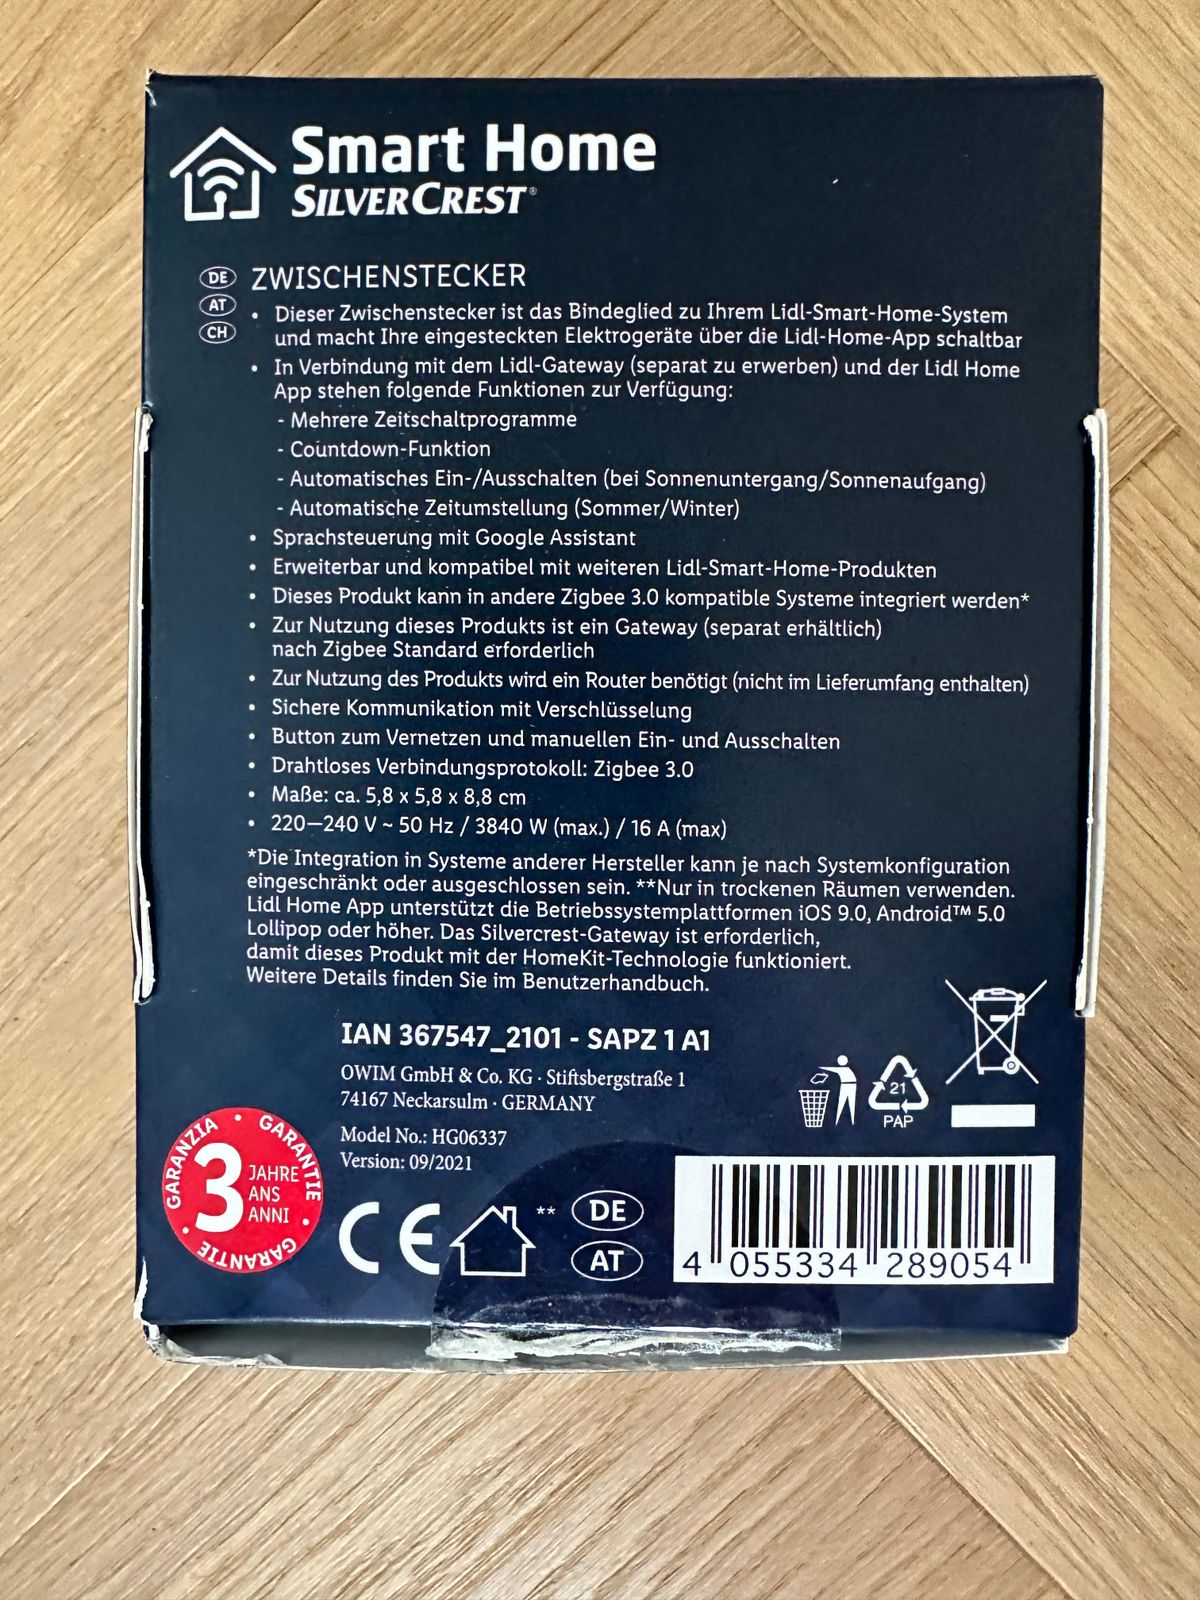 Smart Home
SILVERCREST®
DE
AT
CH
ZWISCHENSTECKER
• Dieser Zwischenstecker ist das Bindeglied zu Ihrem Lidl-Smart-Home-System
und macht Ihre eingesteckten Elektrogeräte über die Lidl-Home-App schaltbar
• In Verbindung mit dem Lidl-Gateway (separat zu erwerben) und der Lidl Home
App stehen folgende Funktionen zur Verfügung:
- Mehrere Zeitschaltprogramme
- Countdown-Funktion
- Automatisches Ein-/Ausschalten (bei Sonnenuntergang/Sonnenaufgang)
- Automatische Zeitumstellung (Sommer/Winter)
• Sprachsteuerung mit Google Assistant
• Erweiterbar und kompatibel mit weiteren Lidl-Smart-Home-Produkten
• Dieses Produkt kann in andere Zigbee 3.0 kompatible Systeme integriert werden*
• Zur Nutzung dieses Produkts ist ein Gateway (separat erhältlich)
nach Zigbee Standard erforderlich
• Zur Nutzung des Produkts wird ein Router benötigt (nicht im Lieferumfang enthalten)
• Sichere Kommunikation mit Verschlüsselung
• Button zum Vernetzen und manuellen Ein- und Ausschalten
• Drahtloses Verbindungsprotokoll: Zigbee 3.0
• Maße: ca. 5,8 x 5,8 x 8,8 cm
• 220–240 V ~ 50 Hz / 3840 W (max.) / 16 A (max)
*Die Integration in Systeme anderer Hersteller kann je nach Systemkonfiguration
eingeschränkt oder ausgeschlossen sein. **Nur in trockenen Räumen verwenden.
Lidl Home App unterstützt die Betriebssystemplattformen iOS 9.0, Android™ 5.0
Lollipop oder höher. Das Silvercrest-Gateway ist erforderlich,
damit dieses Produkt mit der HomeKit-Technologie funktioniert.
Weitere Details finden Sie im Benutzerhandbuch.
IAN 367547_2101 - SAPZ 1 A1
OWIM GmbH & Co. KG · Stiftsbergstraße 1
74167 Neckarsulm · GERMANY
Model No.: HG06337
Version: 09/2021
21
PAP
GARANZIA • GARANTIE • GARANTIE •
3
JAHRE
ANS
ANNI
CE
**
DE
AT
4 055334 289054